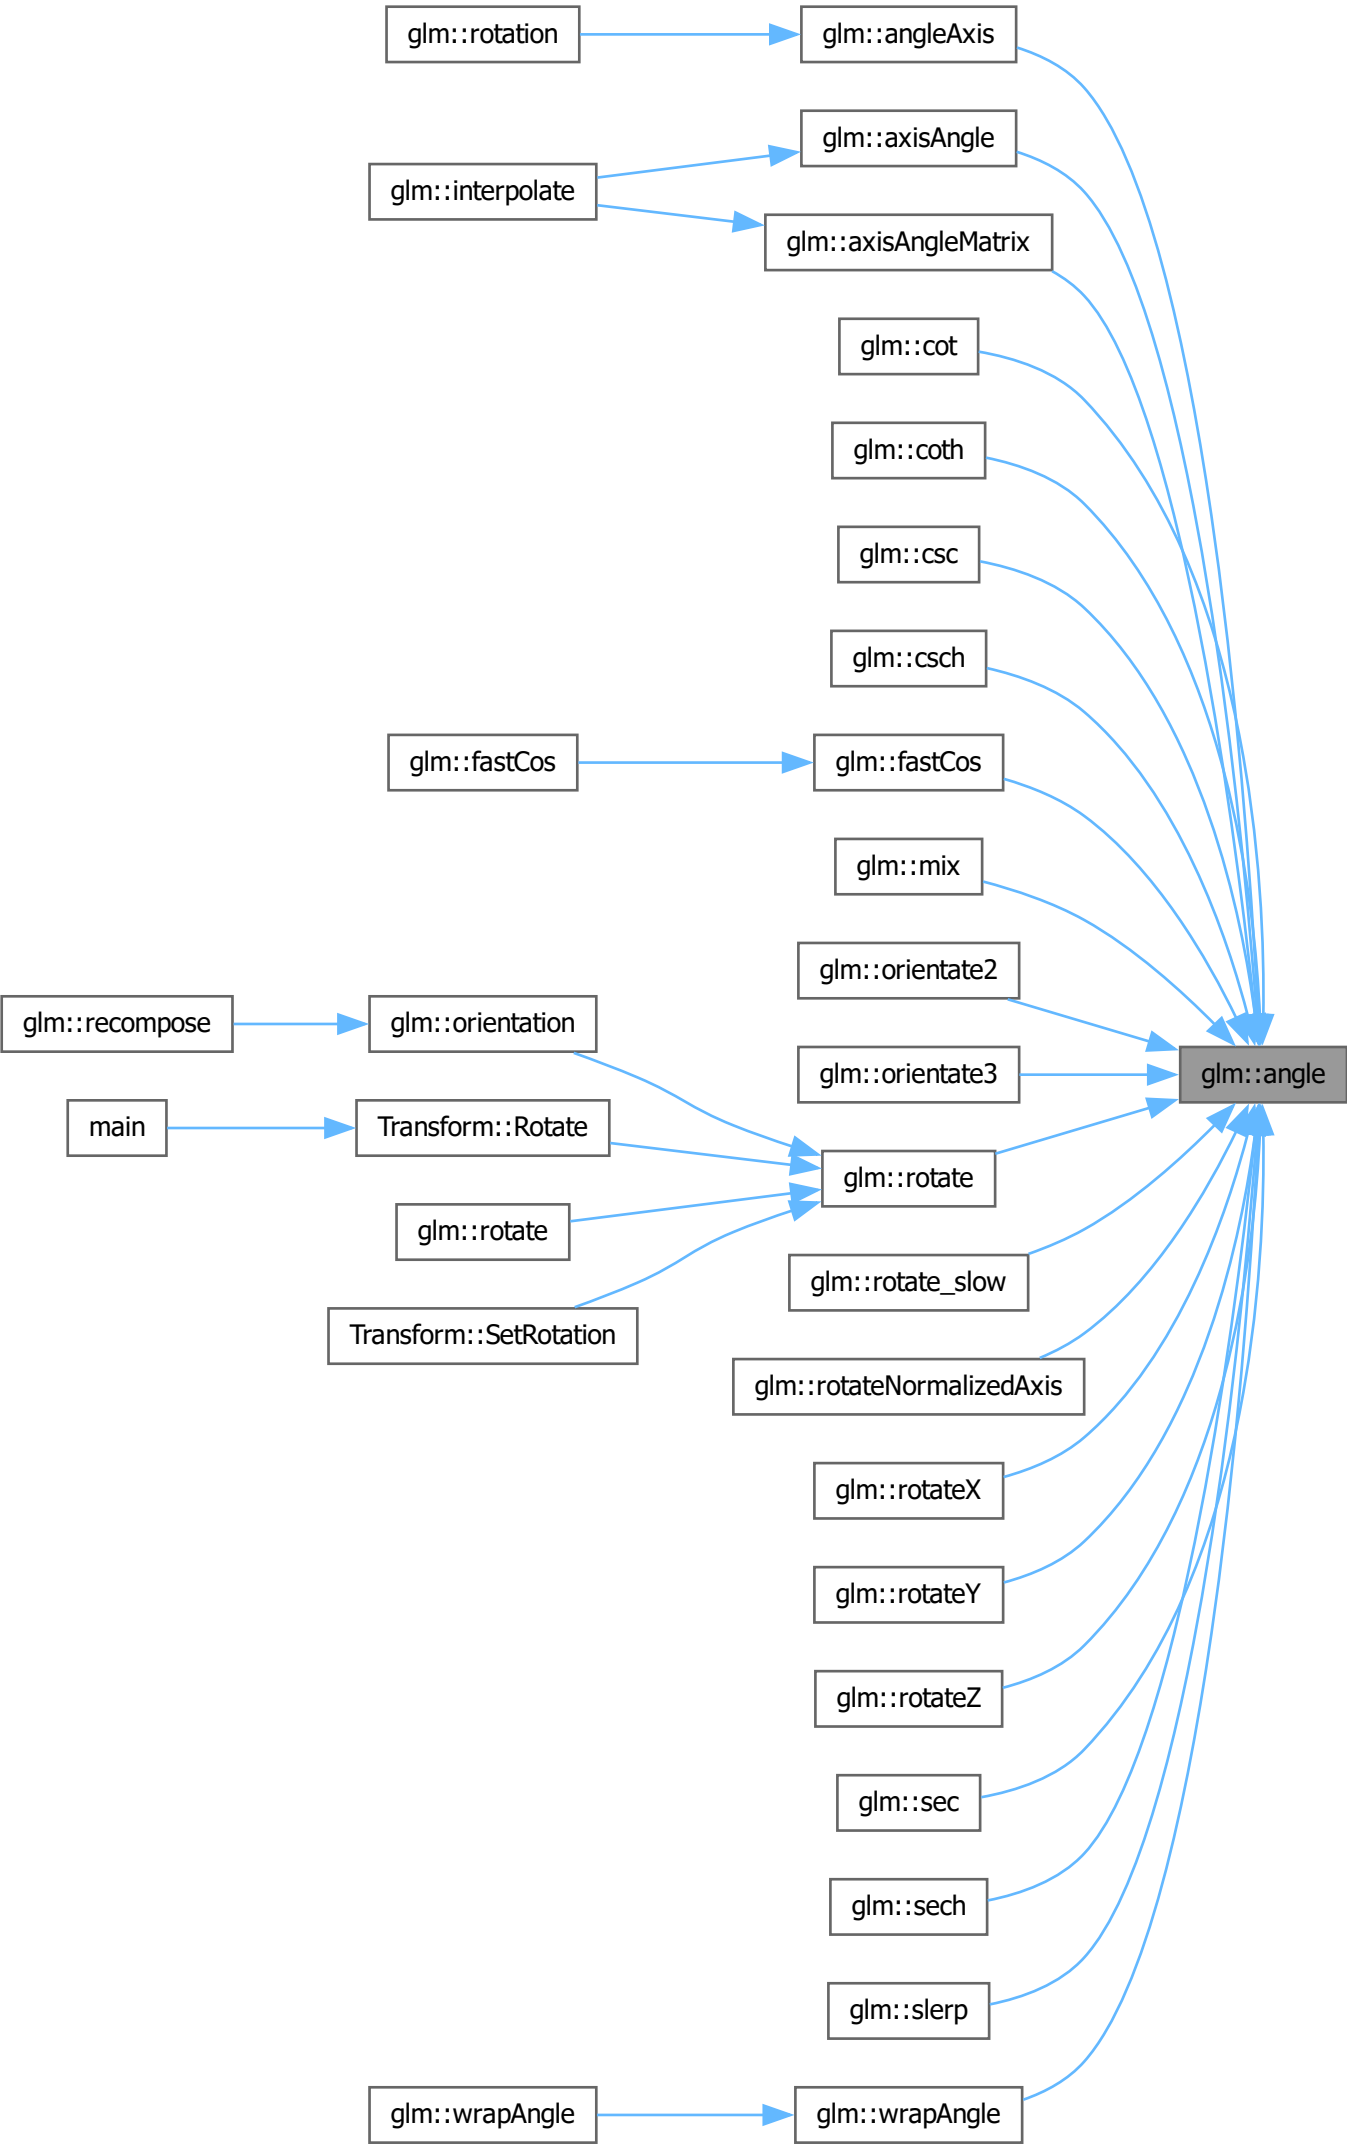 glm::rotation
glm::angleAxis
glm::axisAngle
glm::interpolate
glm::axisAngleMatrix
glm::cot
glm::coth
glm::csc
glm::csch
glm::fastCos
glm::fastCos
glm::mix
glm::orientate2
glm::recompose
glm::orientation
glm::orientate3
glm::angle
main
Transform::Rotate
glm::rotate
glm::rotate
glm::rotate_slow
Transform::SetRotation
glm::rotateNormalizedAxis
glm::rotateX
glm::rotateY
glm::rotateZ
glm::sec
glm::sech
glm::slerp
glm::wrapAngle
glm::wrapAngle